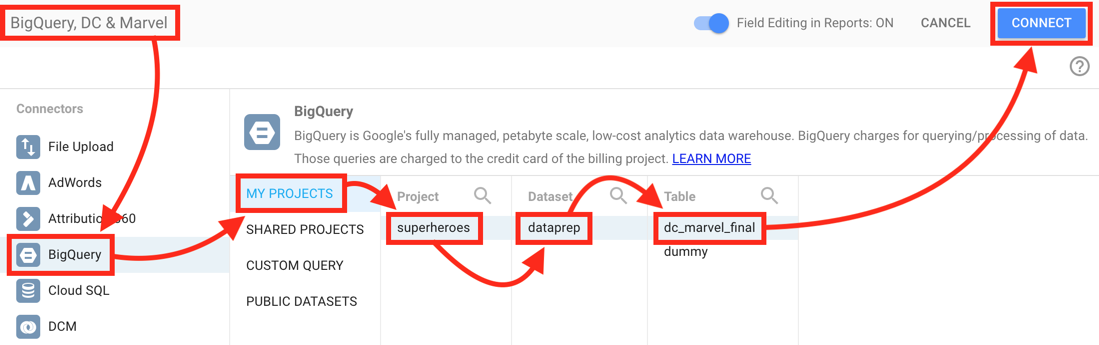 BigQuery, DC & Marvel
Field Editing in Reports: ON
CANCEL
CONNECT
Connectors
File Upload
AdWords
Attribution 360
BigQuery
Cloud SQL
DCM
BigQuery
BigQuery is Google's fully managed, petabyte scale, low-cost analytics data warehouse. BigQuery charges for querying/processing of data.
Those queries are charged to the credit card of the billing project. LEARN MORE
MY PROJECTS
SHARED PROJECTS
CUSTOM QUERY
PUBLIC DATASETS
Project
superheroes
Dataset
dataprep
Table
dc_marvel_final
dummy